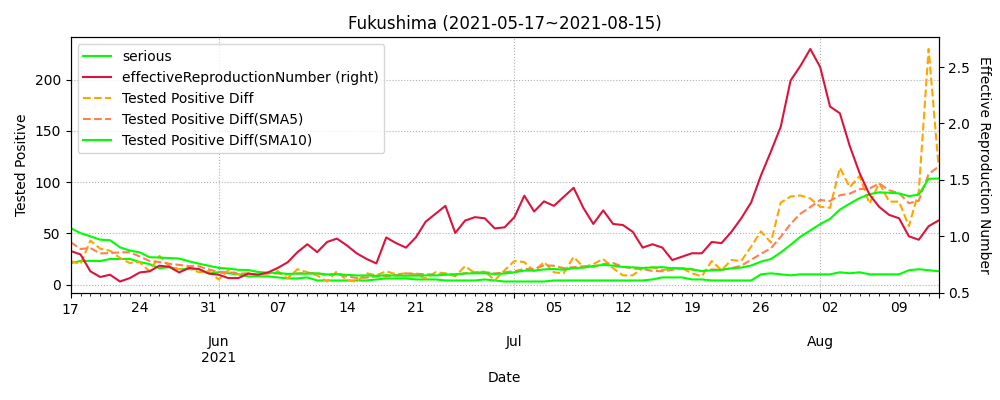 Fukushima (2021-05-17~2021-08-15)
serious
effectiveReproductionNumber (right)
Tested Positive Diff
Tested Positive Diff(SMA5)
Tested Positive Diff(SMA10)
Tested Positive
200
150
100
50
0
2.5
2.0
1.5
1.0
0.5
Effective Reproduction Number
17 24 31 07 14 21 28 05 12 19 26 02 09
Jun Jul Aug
2021
Date